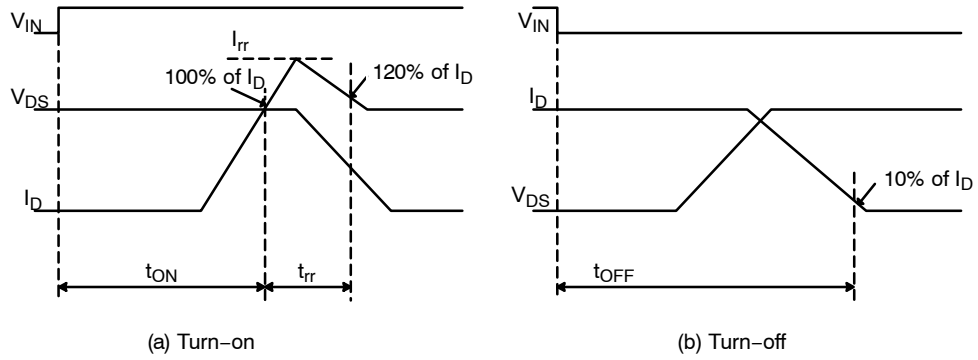 V_IN
I_rr
100% of I_D
120% of I_D
V_DS
I_D
t_ON
t_rr
(a) Turn−on
V_IN
I_D
10% of I_D
V_DS
t_OFF
(b) Turn−off